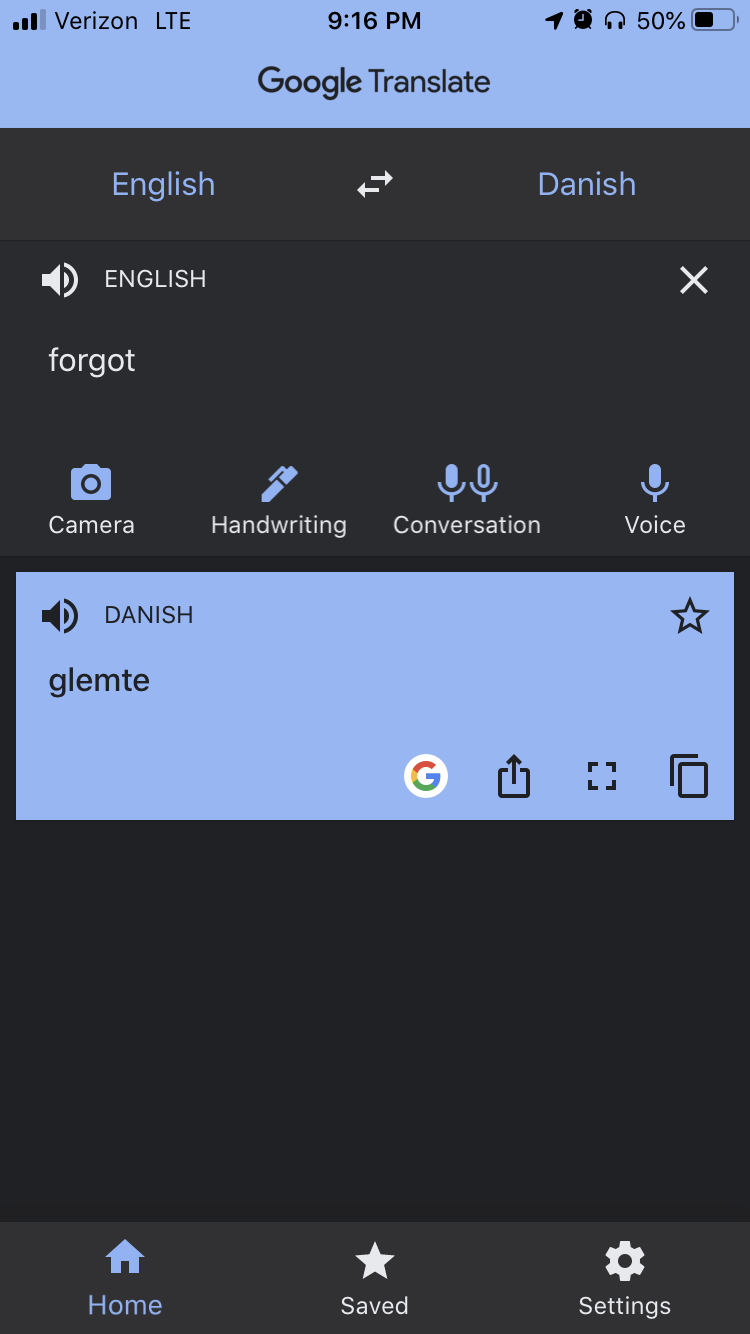 Verizon LTE 9:16 PM 50%
Google Translate
English Danish
ENGLISH
forgot
Camera Handwriting Conversation Voice
DANISH
glemte
G
Home Saved Settings